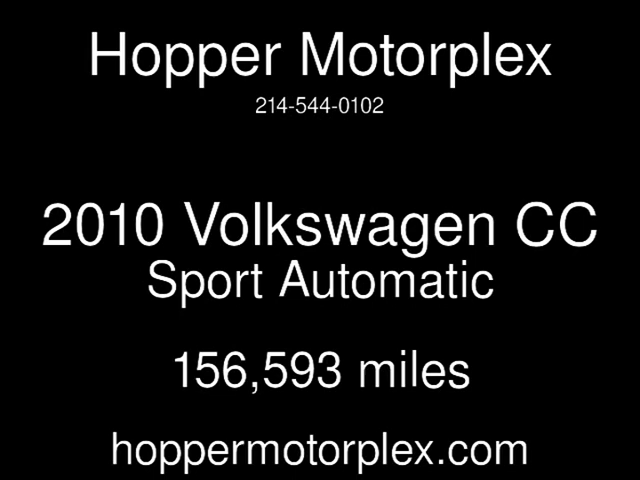 Hopper Motorplex
214-544-0102
2010 Volkswagen CC
Sport Automatic
156,593 miles
hoppermotorplex.com